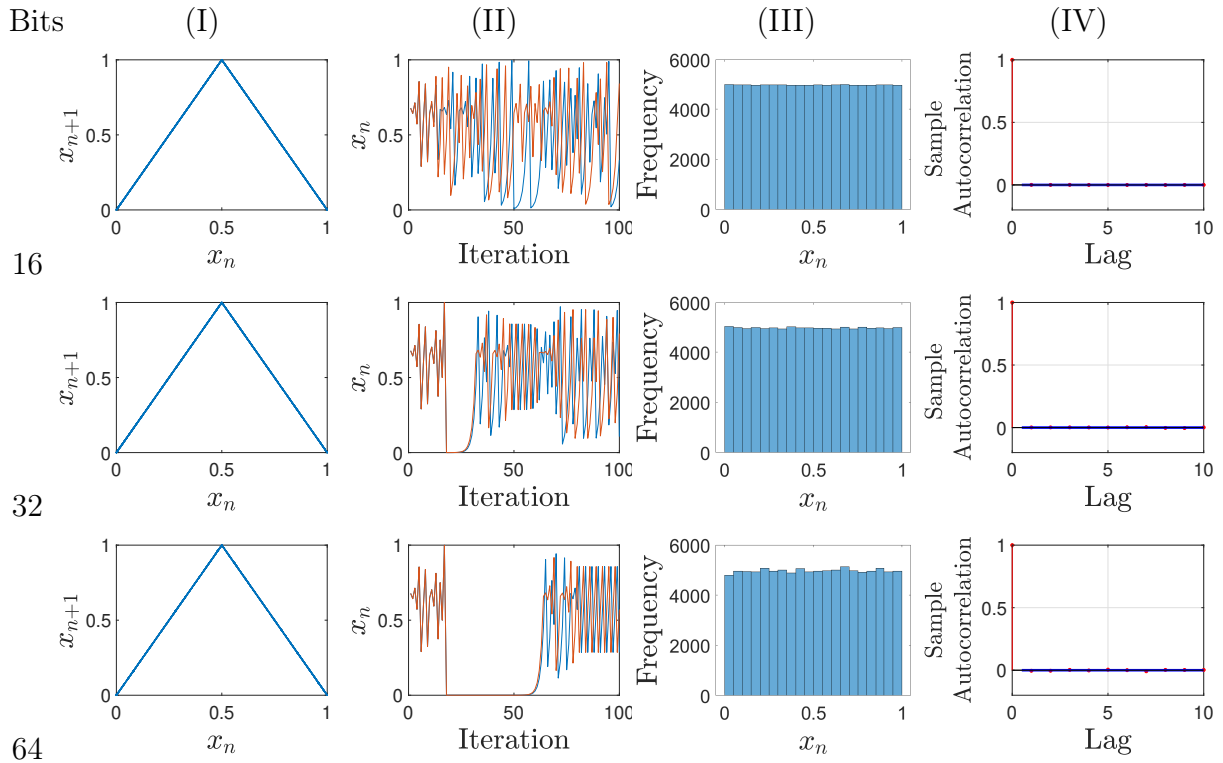 Bits (I) (II) (III) (IV)
x_{n+1} 1 0.5 0 0 0.5 1 x_n
x_n 1 0.5 0 0 50 100 Iteration
Frequency 6000 4000 2000 0 0 0.5 1 x_n
Sample Autocorrelation 1 0.5 0 0 5 10 Lag
16
x_{n+1} 1 0.5 0 0 0.5 1 x_n
x_n 1 0.5 0 0 50 100 Iteration
Frequency 6000 4000 2000 0 0 0.5 1 x_n
Sample Autocorrelation 1 0.5 0 0 5 10 Lag
32
x_{n+1} 1 0.5 0 0 0.5 1 x_n
x_n 1 0.5 0 0 50 100 Iteration
Frequency 6000 4000 2000 0 0 0.5 1 x_n
Sample Autocorrelation 1 0.5 0 0 5 10 Lag
64